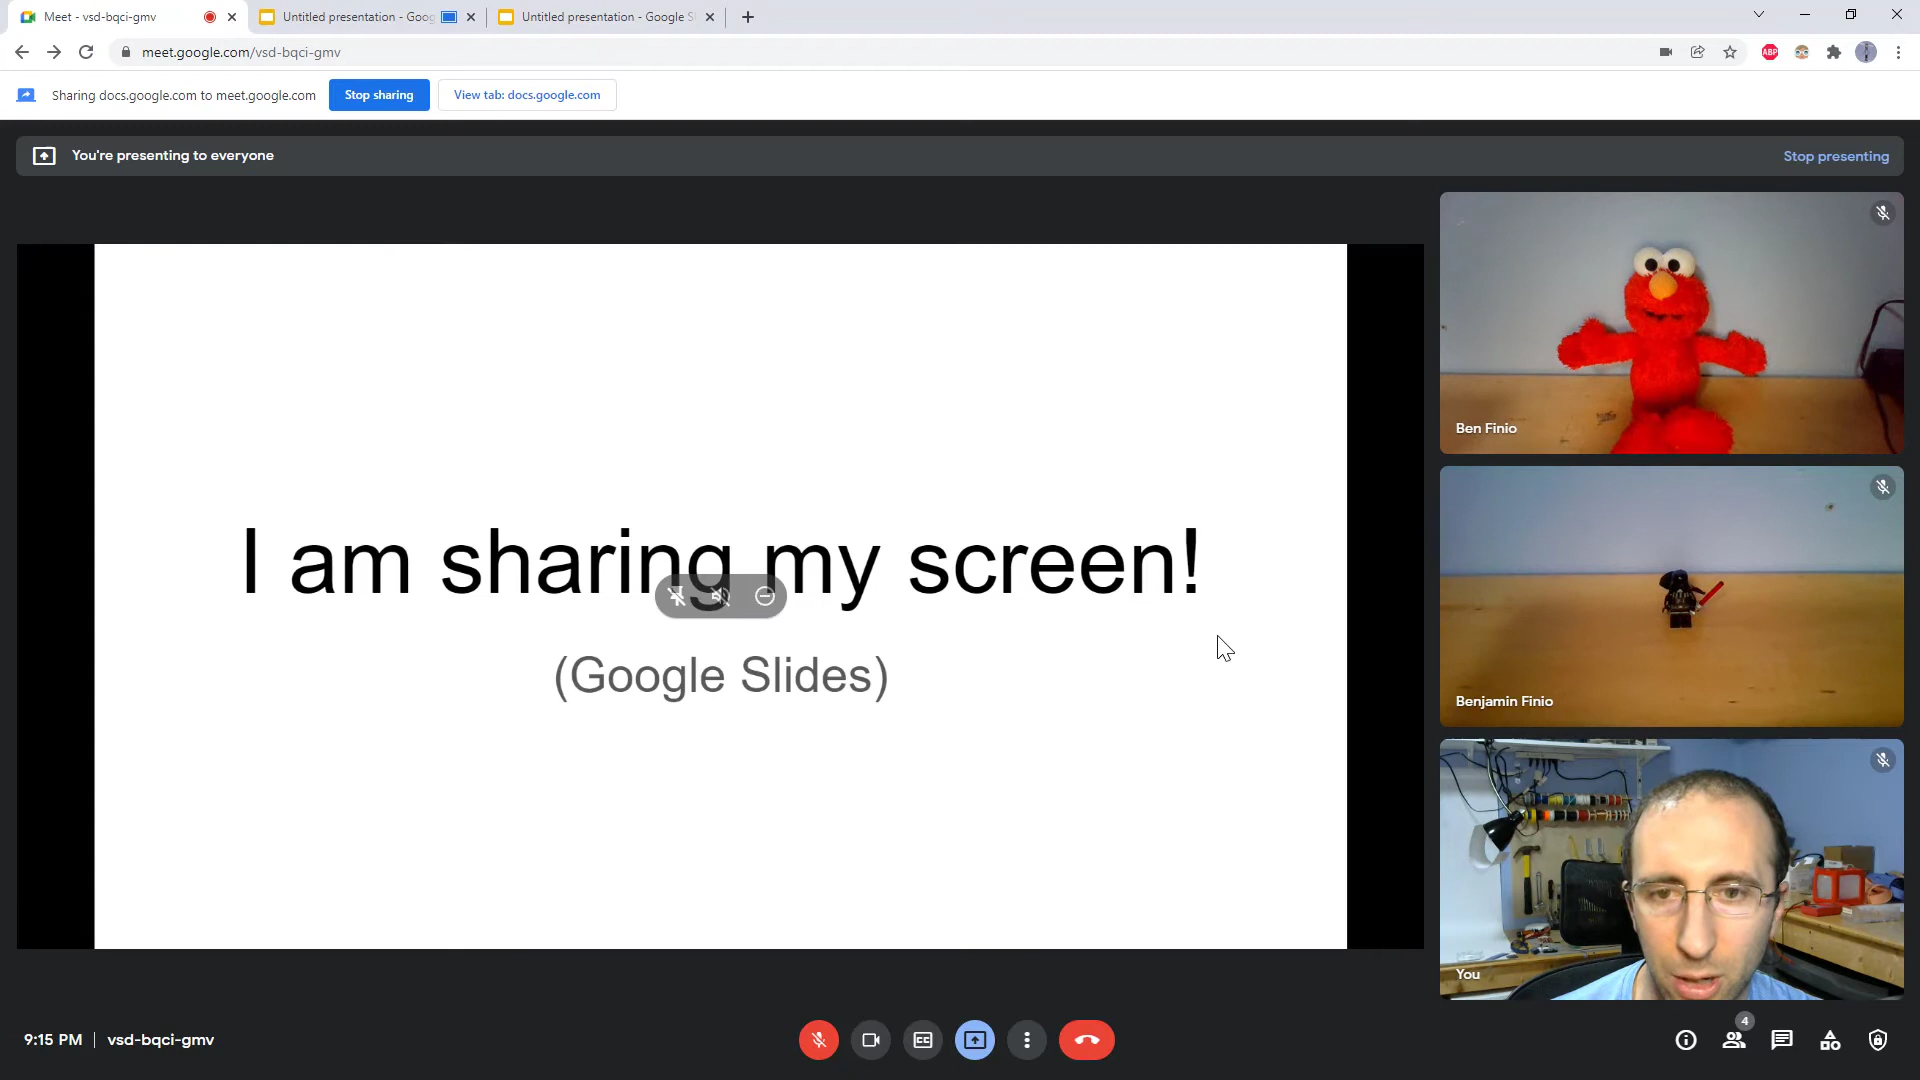 Meet - vsd-bqci-gmv
Untitled presentation - Goog
Untitled presentation - Google S
meet.google.com/vsd-bqci-gmv
ABP
Sharing docs.google.com to meet.google.com
Stop sharing
View tab: docs.google.com
You're presenting to everyone
Stop presenting
I am sharing my screen!
(Google Slides)
Ben Finio
Benjamin Finio
You
9:15 PM
vsd-bqci-gmv
CC
4